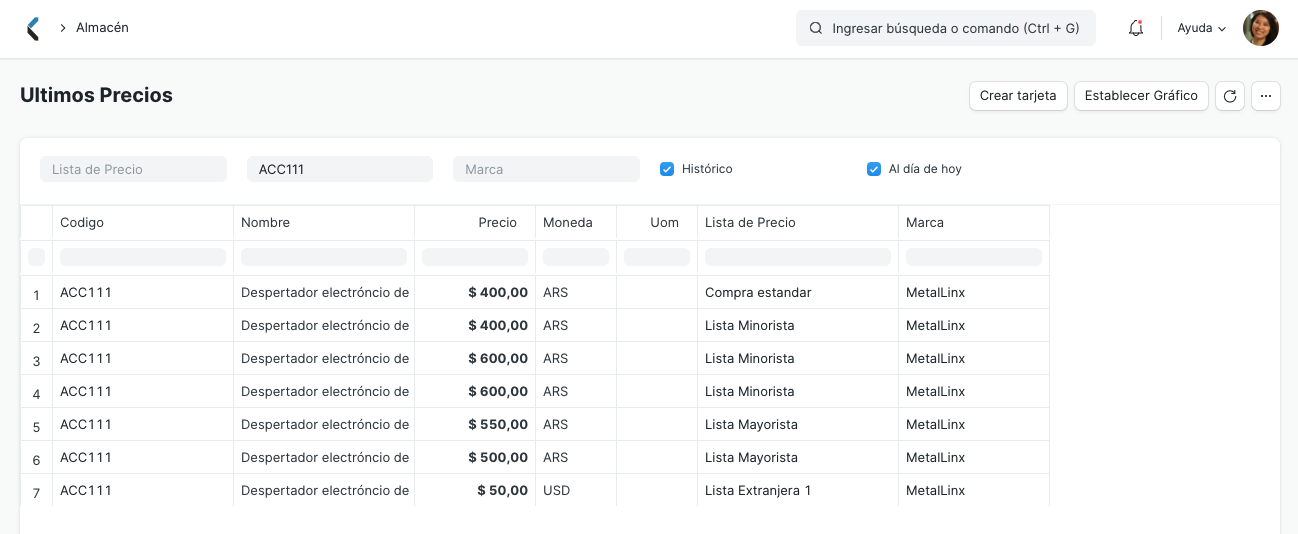 Almacén
Ingresar búsqueda o comando (Ctrl + G)
Ayuda
Ultimos Precios
Crear tarjeta
Establecer Gráfico
Lista de Precio
ACC111
Marca
Histórico
Al día de hoy
Codigo Nombre Precio Moneda Uom Lista de Precio Marca
1 ACC111 Despertador electróncio de $ 400,00 ARS Compra estandar MetalLinx
2 ACC111 Despertador electróncio de $ 400,00 ARS Lista Minorista MetalLinx
3 ACC111 Despertador electróncio de $ 600,00 ARS Lista Minorista MetalLinx
4 ACC111 Despertador electróncio de $ 600,00 ARS Lista Minorista MetalLinx
5 ACC111 Despertador electróncio de $ 550,00 ARS Lista Mayorista MetalLinx
6 ACC111 Despertador electróncio de $ 500,00 ARS Lista Mayorista MetalLinx
7 ACC111 Despertador electróncio de $ 50,00 USD Lista Extranjera 1 MetalLinx